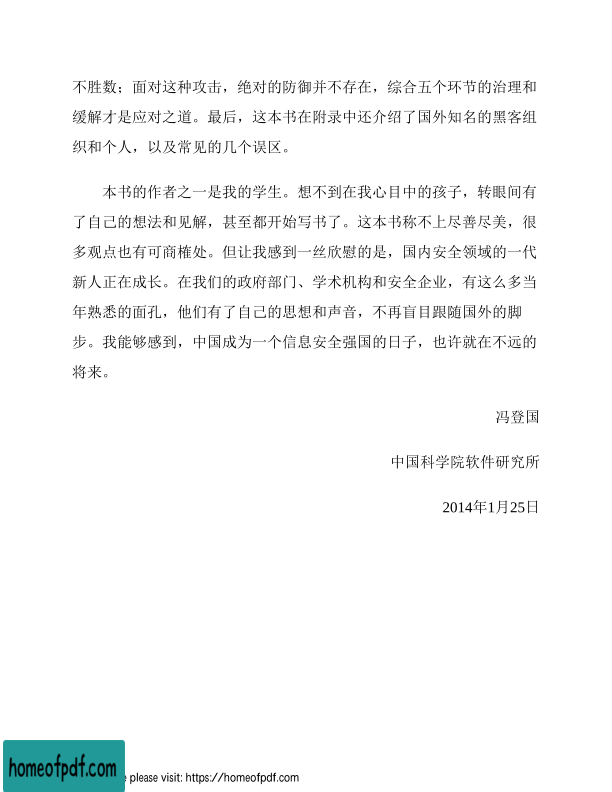 不胜数；面对这种攻击，绝对的防御并不存在，综合五个环节的治理和
缓解才是应对之道。最后，这本书在附录中还介绍了国外知名的黑客组
织和个人，以及常见的几个误区。
本书的作者之一是我的学生。想不到在我心目中的孩子，转眼间有
了自己的想法和见解，甚至都开始写书了。这本书称不上尽善尽美，很
多观点也有可商榷处。但让我感到一丝欣慰的是，国内安全领域的一代
新人正在成长。在我们的政府部门、学术机构和安全企业，有这么多当
年熟悉的面孔，他们有了自己的思想和声音，不再盲目跟随国外的脚
步。我能够感到，中国成为一个信息安全强国的日子，也许就在不远的
将来。
冯登国
中国科学院软件研究所
2014年1月25日
homeofpdf.com
e please visit: https://homeofpdf.com